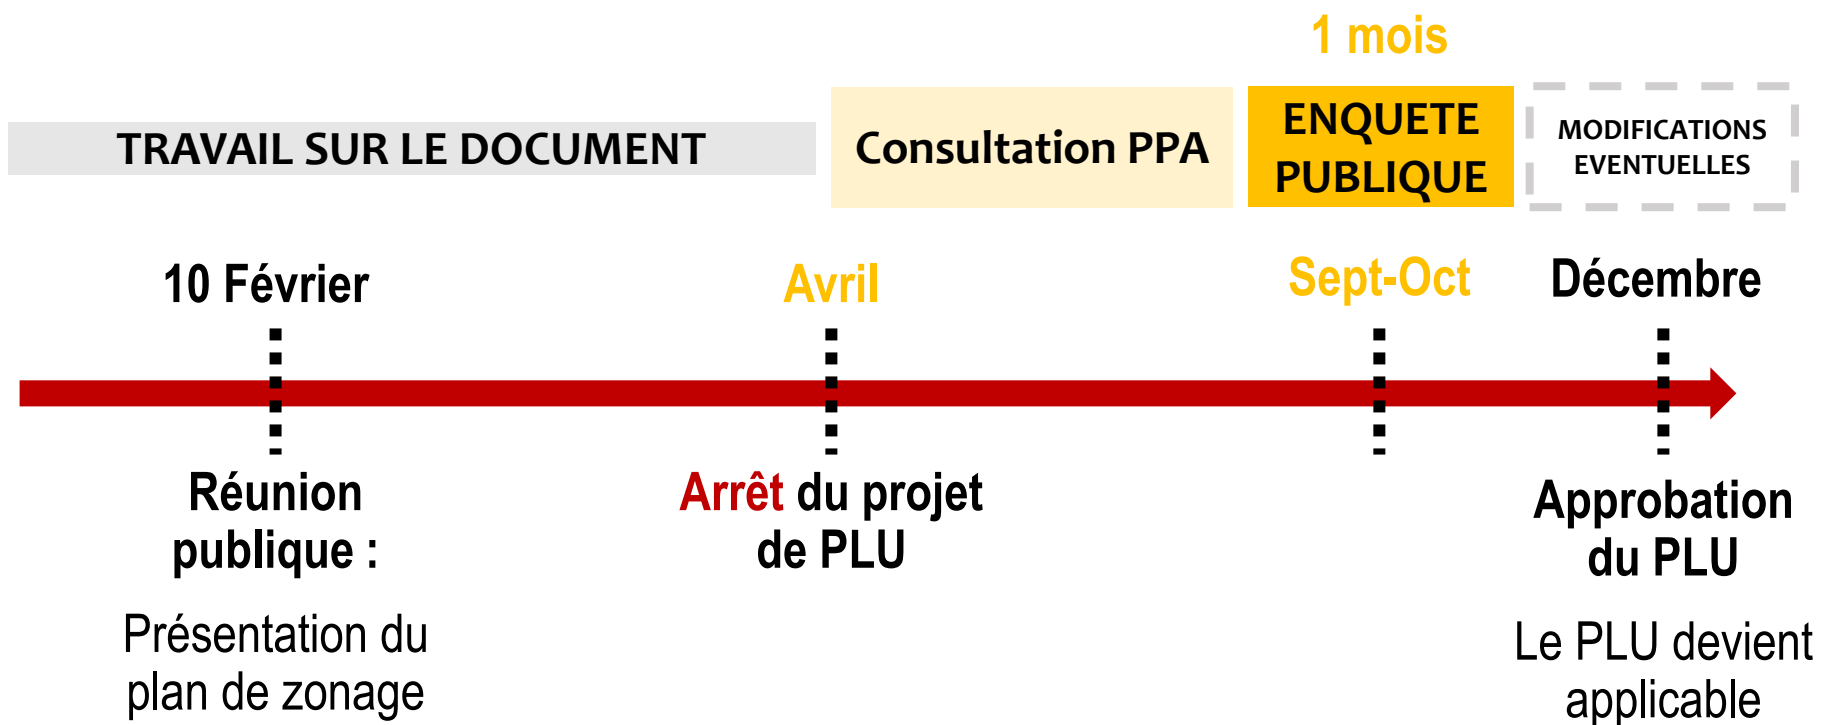 1 mois
TRAVAIL SUR LE DOCUMENT
Consultation PPA
ENQUETE
PUBLIQUE
MODIFICATIONS
EVENTUELLES
10 Février
Avril
Sept-Oct
Décembre
Réunion
publique :
Présentation du
plan de zonage
Arrêt du projet
de PLU
Approbation
du PLU
Le PLU devient
applicable